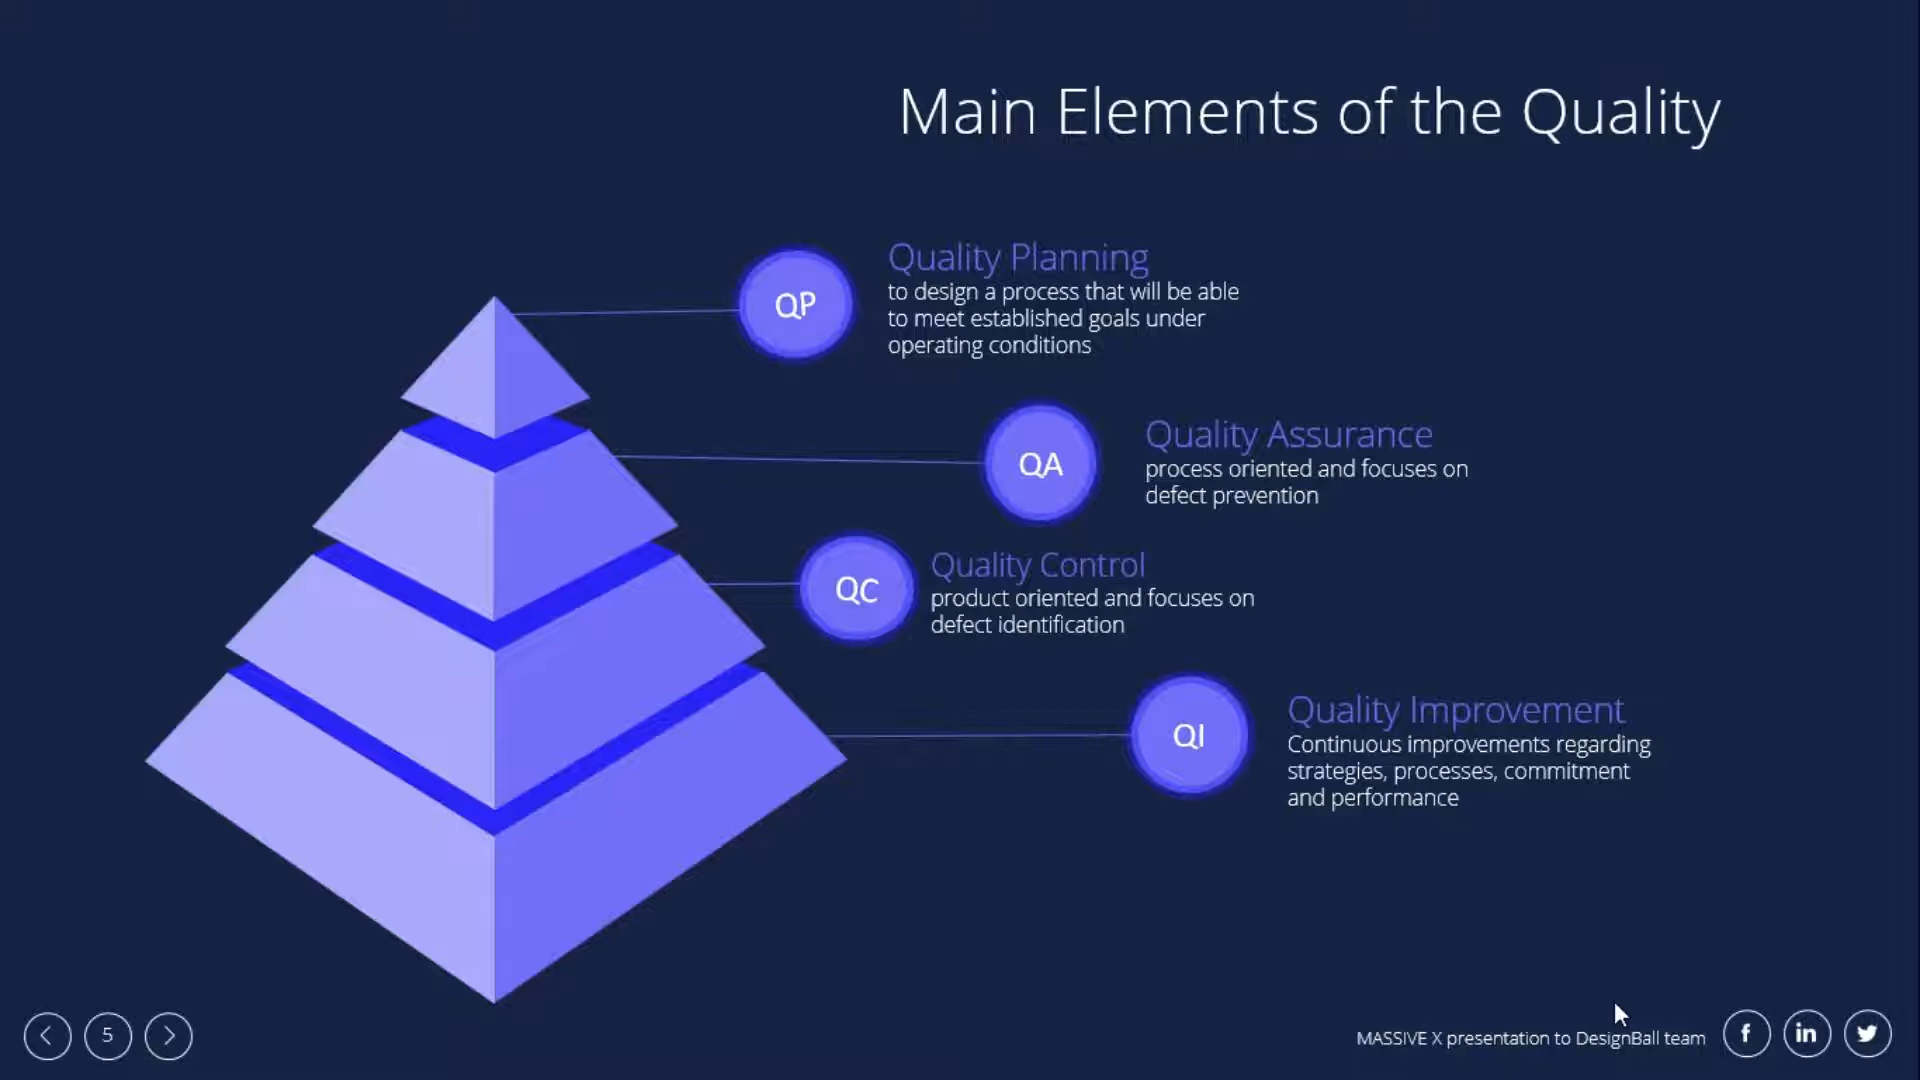 Main Elements of the Quality
QP
Quality Planning
to design a process that will be able
to meet established goals under
operating conditions
QA
Quality Assurance
process oriented and focuses on
defect prevention
QC
Quality Control
product oriented and focuses on
defect identification
QI
Quality Improvement
Continuous improvements regarding
strategies, processes, commitment
and performance
5
MASSIVE X presentation to DesignBall team
f
in